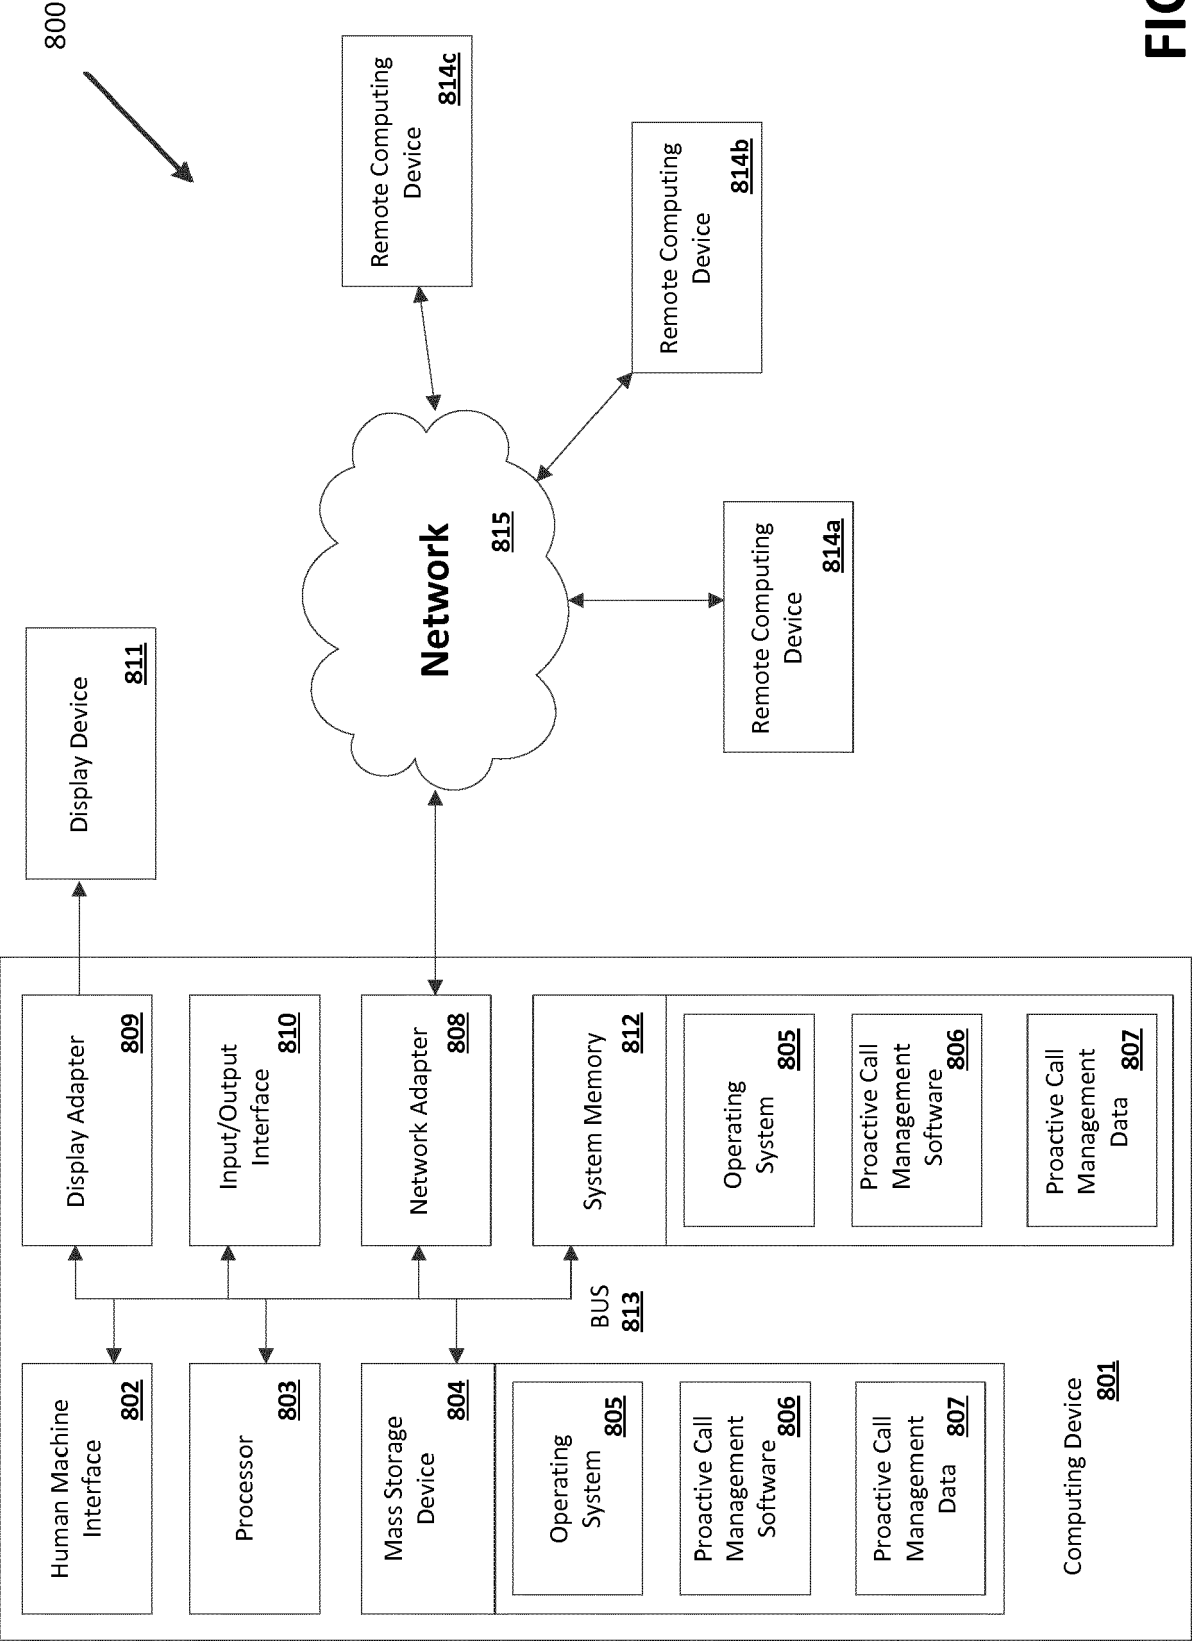 800
Human Machine
Interface
802
Processor
803
Mass Storage
Device
804
Operating
System
805
Proactive Call
Management
Software
806
Proactive Call
Management
Data
807
Computing Device
801
BUS
813
Display Adapter
809
Input/Output
Interface
810
Network Adapter
808
System Memory
812
Operating
System
805
Proactive Call
Management
Software
806
Proactive Call
Management
Data
807
Display Device
811
Network
815
Remote Computing
Device
814a
Remote Computing
Device
814b
Remote Computing
Device
814c